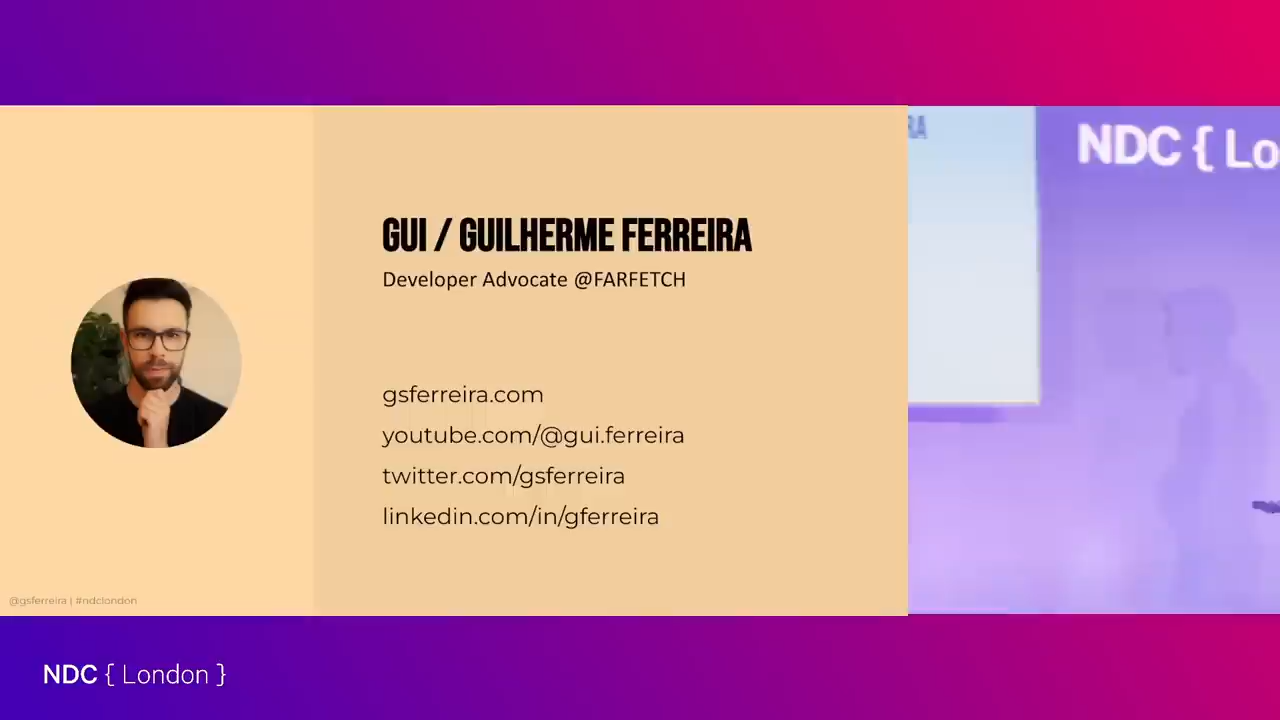 GUI / GUILHERME FERREIRA
Developer Advocate @FARFETCH
gsferreira.com
youtube.com/@gui.ferreira
twitter.com/gsferreira
linkedin.com/in/gferreira
@gsferreira | #ndclondon
RA
NDC { Lo
NDC { London }